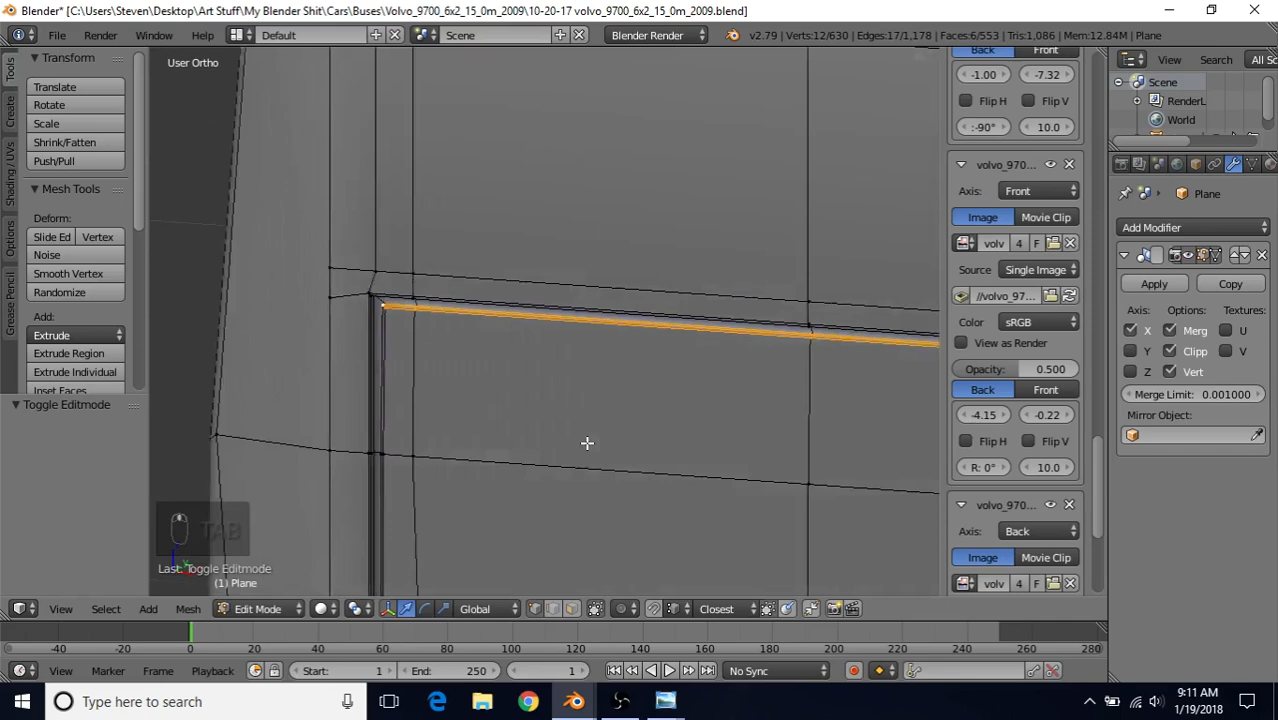 Blender* [C:\Users\Steven\Desktop\Art Stuff\My Blender Shit\Cars\Buses\Volvo_9700_6x2_15_0m_2009\10-20-17 volvo_9700_6x2_15_0m_2009.blend]
File Render Window Help Default Scene Blender Render v2.79 | Verts:12/630 | Edges:17/1,168 | Faces:6/553 | Tris:1,086 | Mem:12.84M | Plane
Tools
Create
Shading / UVs
Options
Grease Pencil
Transform
Translate
Rotate
Scale
Shrink/Fatten
Push/Pull
Mesh Tools
Deform:
Slide Ed Vertex
Noise
Smooth Vertex
Randomize
Add:
Extrude
Extrude Region
Extrude Individual
Inset Faces
Toggle Editmode
User Ortho
TAB
Last: Toggle Editmode
(1) Plane
Back Front
-1.00 -7.32
Flip H Flip V
:-90° 10.0
volvo_970...
Axis: Front
Image Movie Clip
volv 4 F
Source: Single Image
//volvo_97...
Color sRGB
View as Render
Opacity: 0.500
Back Front
-4.15 -0.22
Flip H Flip V
R: 0° 10.0
volvo_970...
Axis: Back
Image Movie Clip
volv 4 F
View Search All Sc
Scene
RenderL
World
Plane
Add Modifier
Apply Copy
Axis: Options: Textures:
X Merg U
Y Clipp V
Z Vert
Merge Limit: 0.001000
Mirror Object:
View Select Add Mesh Edit Mode Global Closest
-40 -20 0 20 40 60 80 100 120 140 160 180 200 220 240 260 280
View Marker Frame Playback Start: 1 End: 250 1 No Sync
Type here to search
9:11 AM
1/19/2018